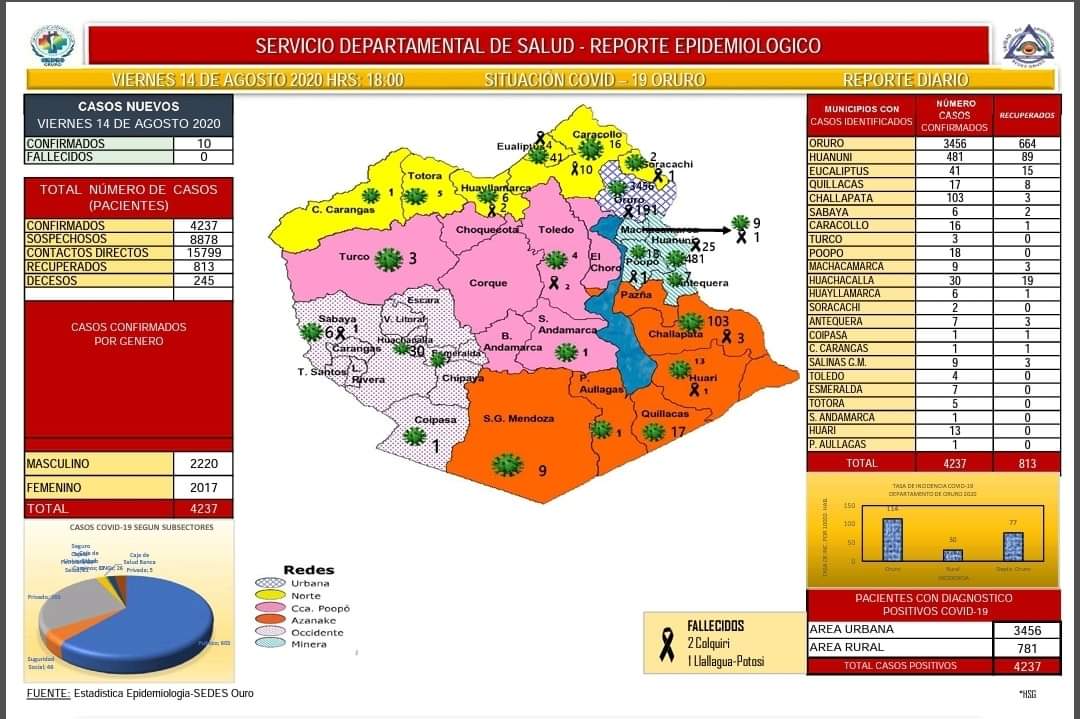 SERVICIO DEPARTAMENTAL DE SALUD - REPORTE EPIDEMIOLOGICO
VIERNES 14 DE AGOSTO 2020 HRS: 18:00 SITUACIÓN COVID – 19 ORURO REPORTE DIARIO
CASOS NUEVOS
VIERNES 14 DE AGOSTO 2020
CONFIRMADOS 10
FALLECIDOS 0
TOTAL NÚMERO DE CASOS
(PACIENTES)
CONFIRMADOS 4237
SOSPECHOSOS 8878
CONTACTOS DIRECTOS 15799
RECUPERADOS 813
DECESOS 245
CASOS CONFIRMADOS
POR GENERO
MASCULINO 2220
FEMENINO 2017
TOTAL 4237
CASOS COVID-19 SEGUN SUBSECTORES
Caja de
Salud Banca
Privada; 5
Seguridad
Social; 46
Caracollo
16
Eucaliptus
41
10
2
Soracachi
1
Totora
5
1
C. Carangas
Huayllamarca
6
2
3456
Oruro
191
Choquecota
Toledo
4
2
Machacamarca
9
1
Huanuni
25
481
18
Poopó
1
7
Antequera
Turco
3
Corque
El
Choro
Pazña
Escara
Sabaya
6
1
V. Litoral
Huachacalla
30
Carangas
Esmeralda
T. Santos
L.
Rivera
Chipaya
B.
Andamarca
S.
Andamarca
1
Challapata
103
3
13
Huari
1
P.
Aullagas
1
Quillacas
17
Coipasa
1
S.G. Mendoza
9
Redes
Urbana
Norte
Cca. Poopó
Azanake
Occidente
Minera
FALLECIDOS
2 Colquiri
1 Llallagua-Potosi
MUNICIPIOS CON CASOS IDENTIFICADOS NÚMERO CASOS CONFIRMADOS RECUPERADOS
ORURO 3456 664
HUANUNI 481 89
EUCALIPTUS 41 15
QUILLACAS 17 8
CHALLAPATA 103 3
SABAYA 6 2
CARACOLLO 16 1
TURCO 3 0
POOPO 18 0
MACHACAMARCA 9 3
HUACHACALLA 30 19
HUAYLLAMARCA 6 1
SORACACHI 2 0
ANTEQUERA 7 3
COIPASA 1 1
C. CARANGAS 1 1
SALINAS G.M. 9 3
TOLEDO 4 0
ESMERALDA 7 0
TOTORA 5 0
S. ANDAMARCA 1 0
HUARI 13 0
P. AULLAGAS 1 0
TOTAL 4237 813
TASA DE INCIDENCIA COVID-19
DEPARTAMENTO DE ORURO 2020
150
100
50
0
114
30
77
Oruro Rural Depto. Oruro
INCIDENCIA
PACIENTES CON DIAGNOSTICO
POSITIVOS COVID-19
AREA URBANA 3456
AREA RURAL 781
TOTAL CASOS POSITIVOS 4237
FUENTE: Estadística Epidemiologia-SEDES Ouro
*HSG